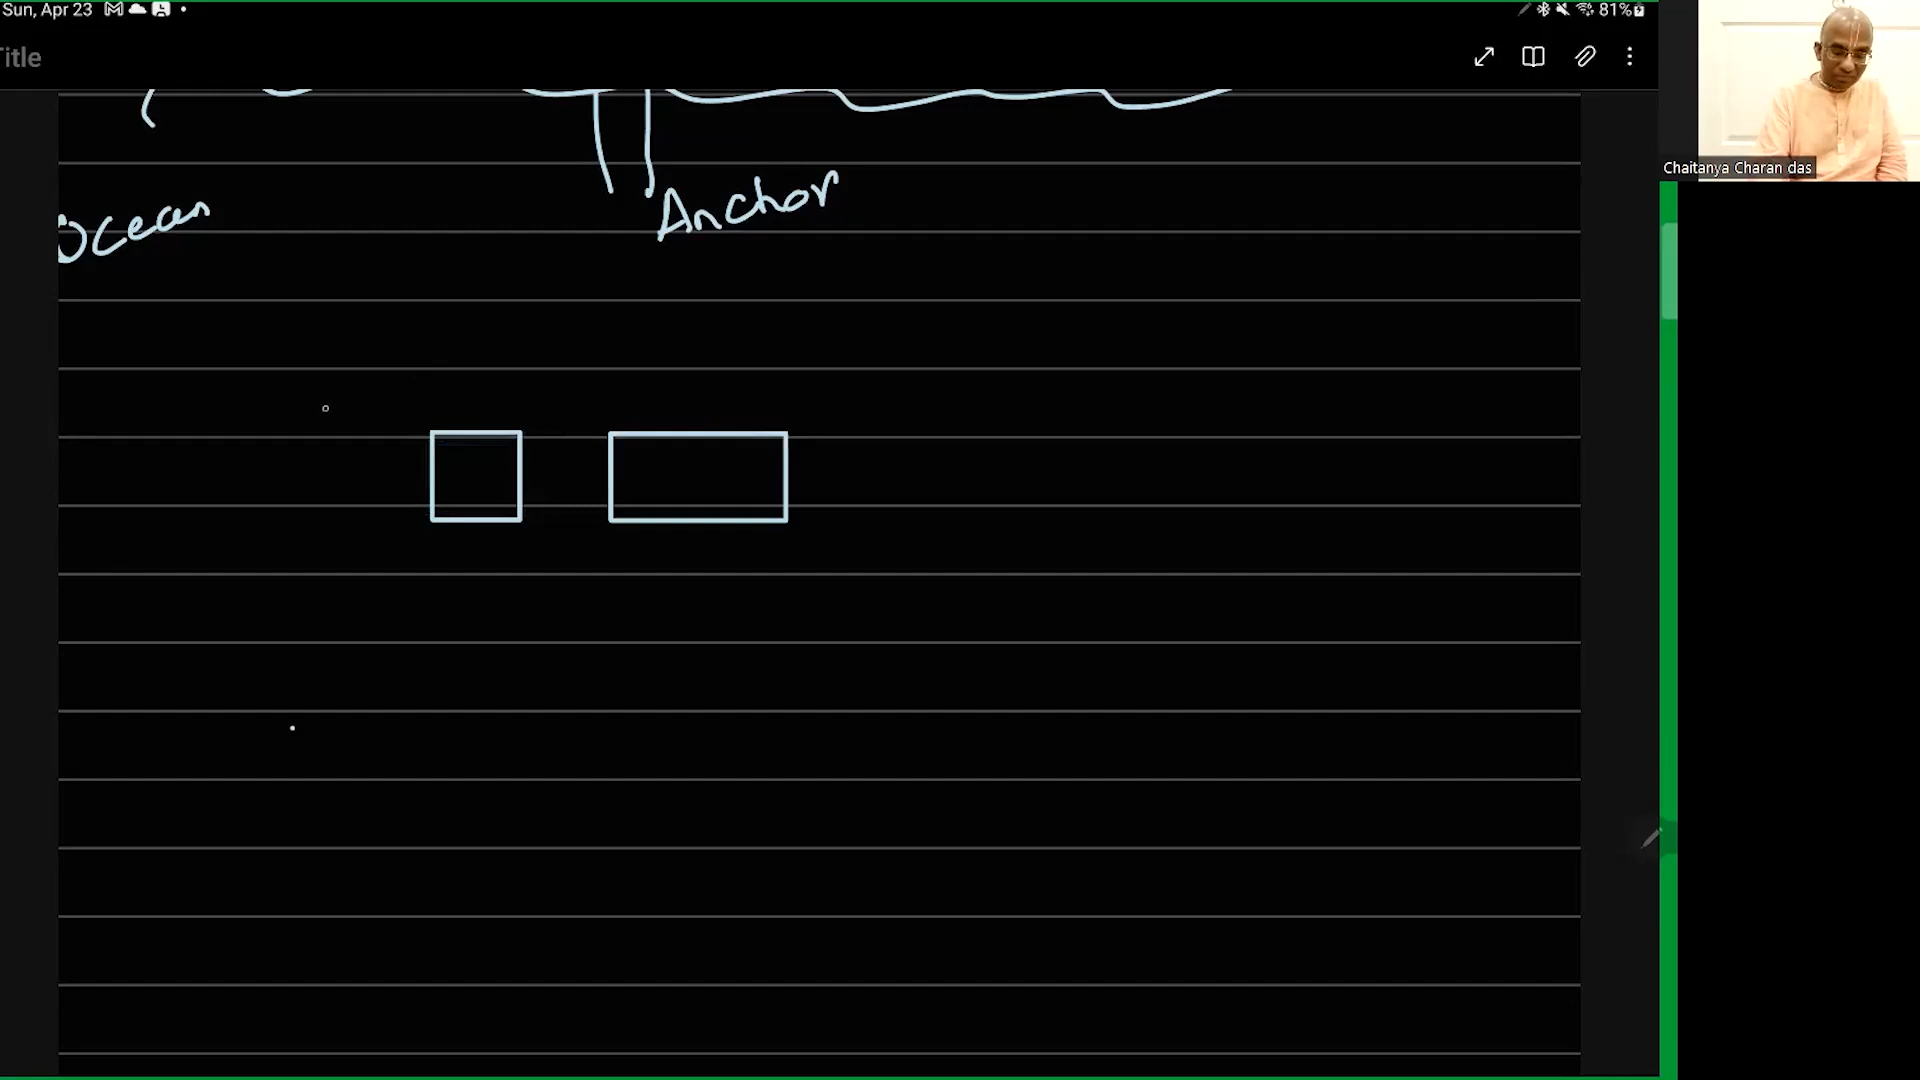 Sun, Apr 23
81%
Title
Anchor
Ocean
Chaitanya Charan das